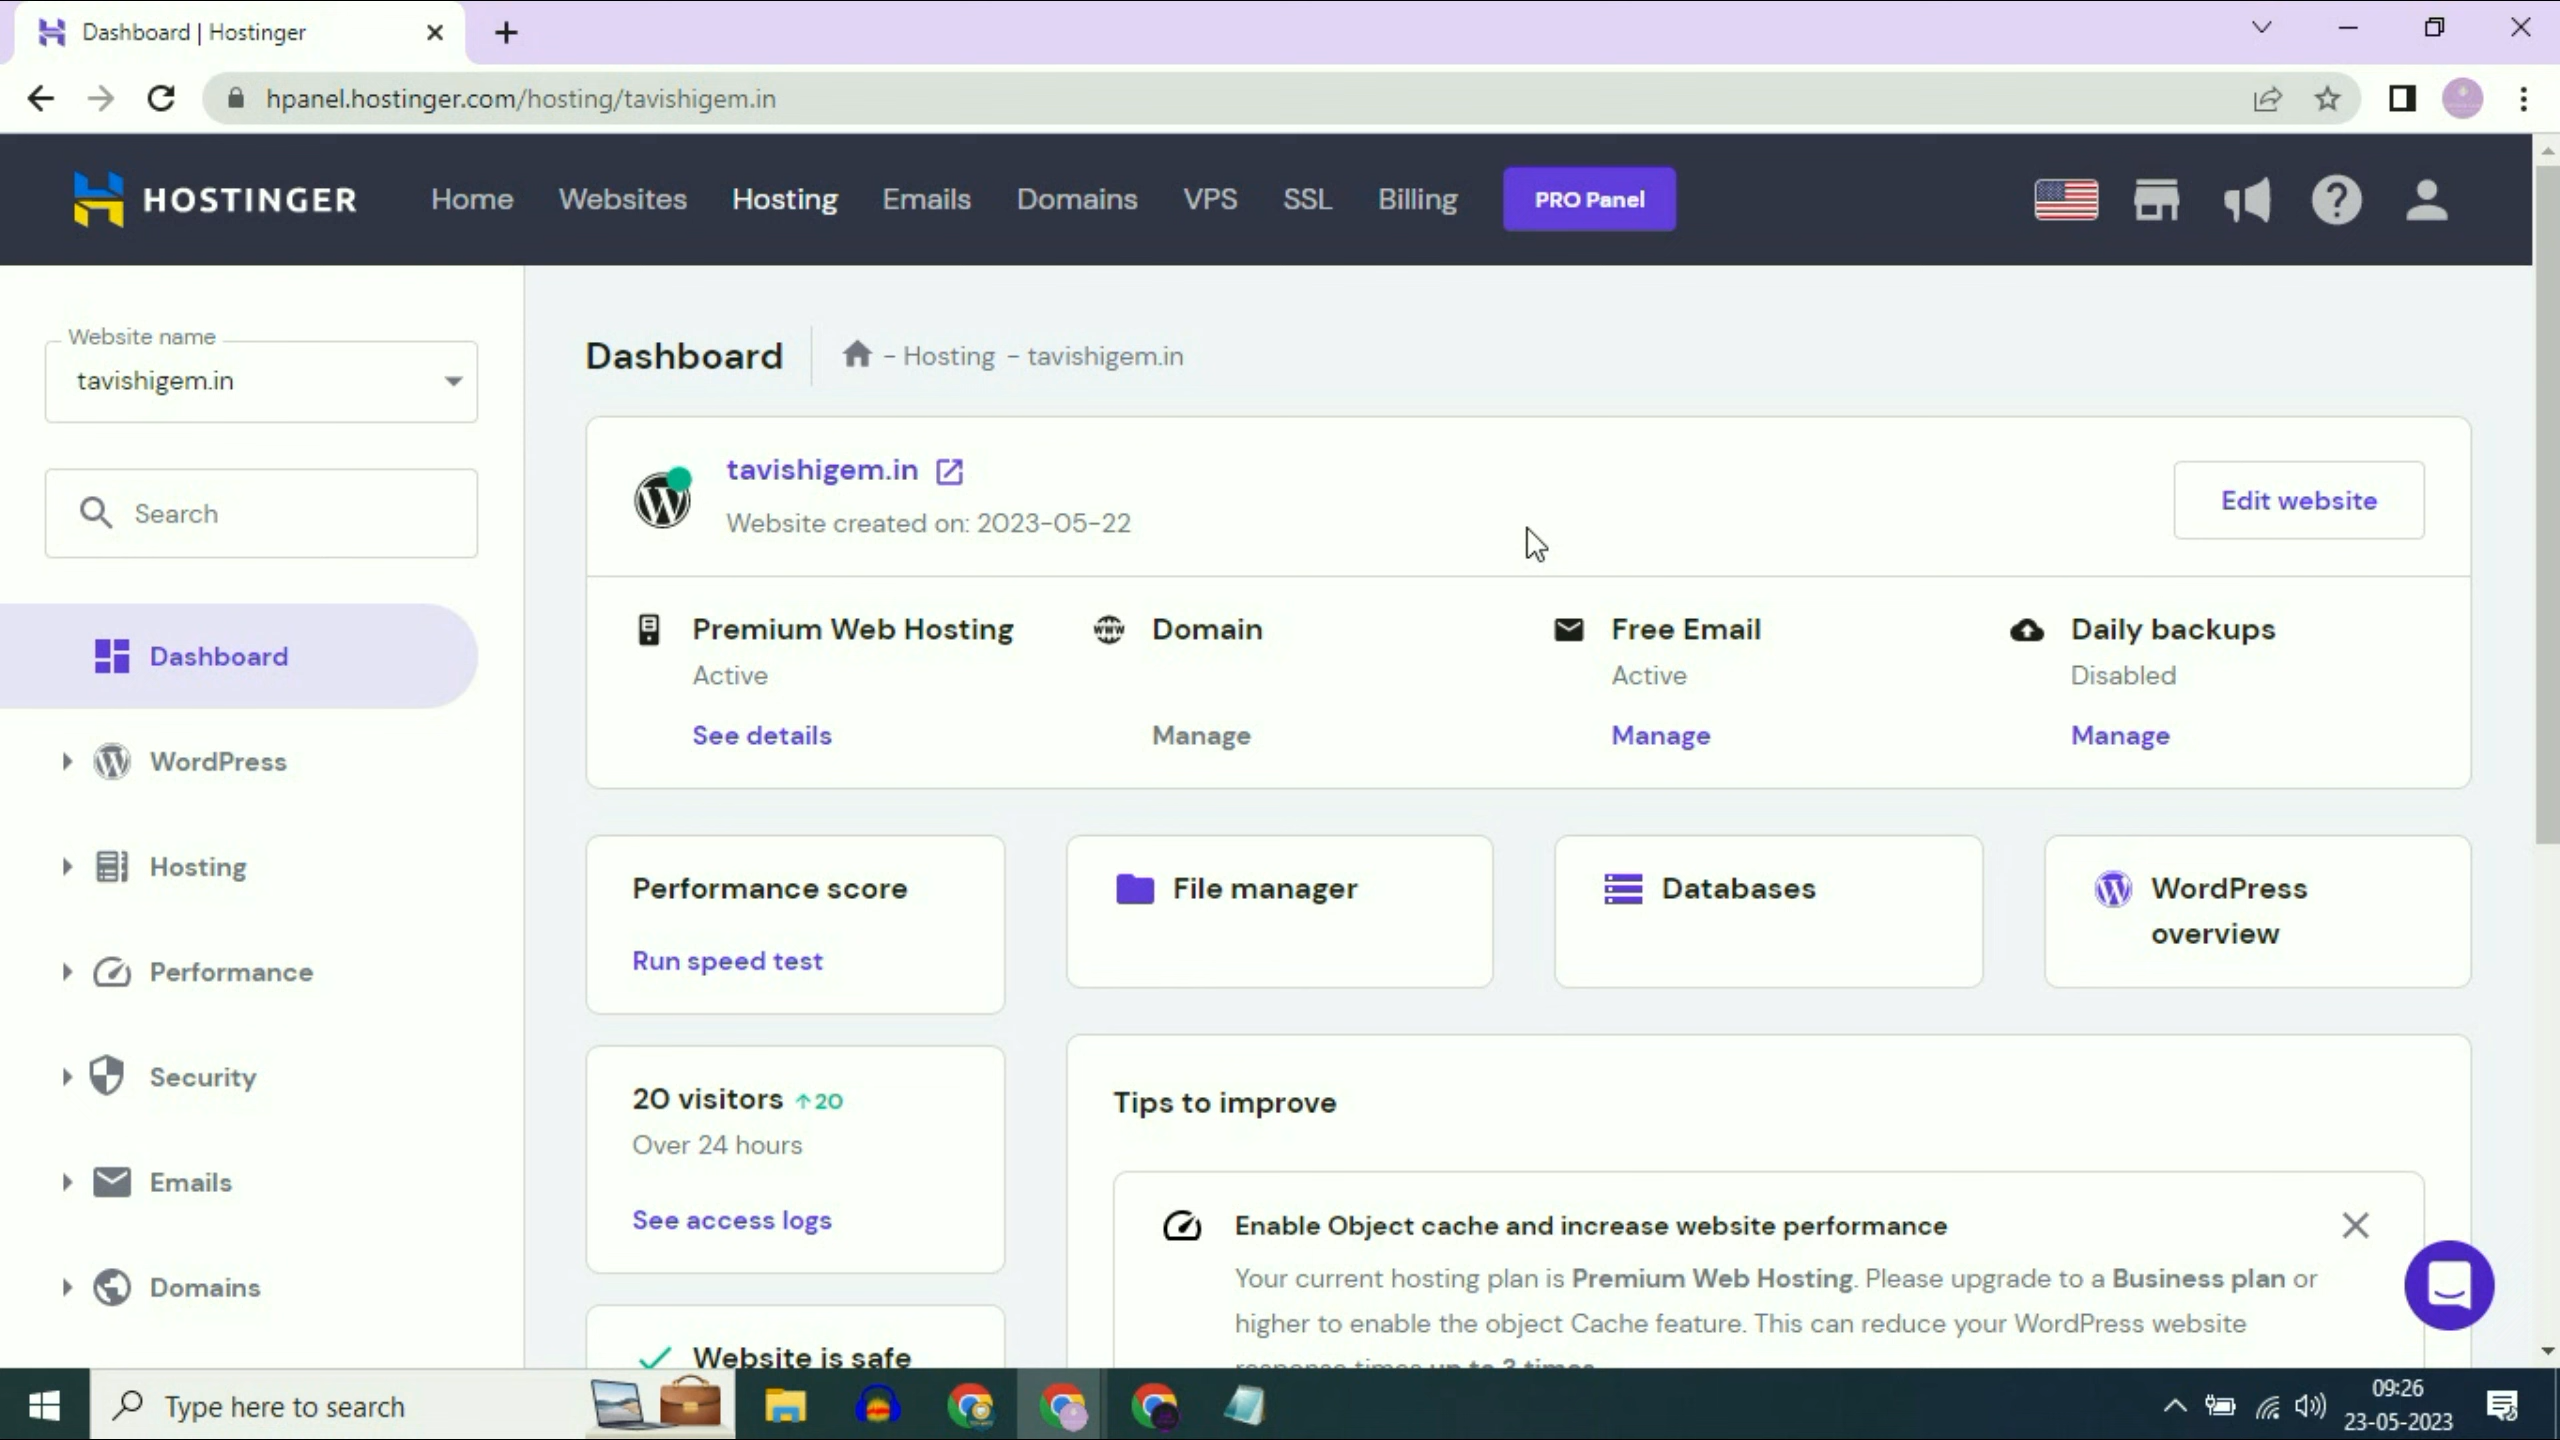 Dashboard | Hostinger
hpanel.hostinger.com/hosting/tavishigem.in
HOSTINGER Home Websites Hosting Emails Domains VPS SSL Billing PRO Panel
Website name
tavishigem.in
Search
Dashboard
WordPress
Hosting
Performance
Security
Emails
Domains
Dashboard - Hosting - tavishigem.in
tavishigem.in
Website created on: 2023-05-22
Edit website
Premium Web Hosting
Active
See details
Domain
Manage
Free Email
Active
Manage
Daily backups
Disabled
Manage
Performance score
Run speed test
File manager
Databases
WordPress
overview
20 visitors ↑20
Over 24 hours
See access logs
Website is safe
Tips to improve
Enable Object cache and increase website performance
Your current hosting plan is Premium Web Hosting. Please upgrade to a Business plan or
higher to enable the object Cache feature. This can reduce your WordPress website
response times up to 3 times.
Type here to search
09:26
23-05-2023